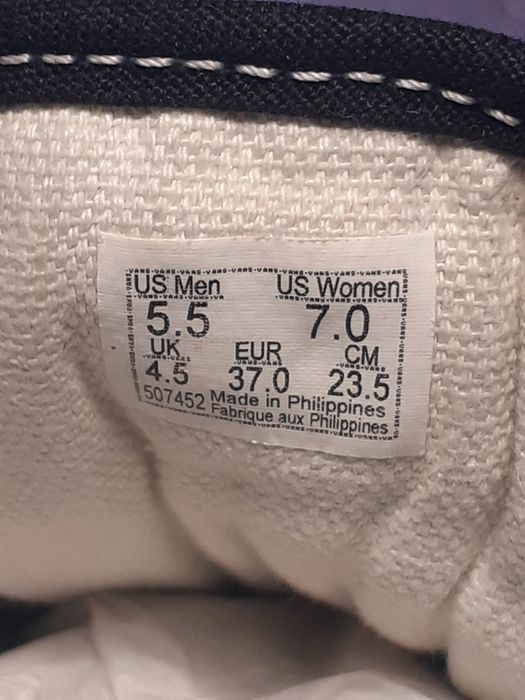 US Men US Women
5.5 7.0
UK EUR CM
4.5 37.0 23.5
507452 Made in Philippines
Fabrique aux Philippines